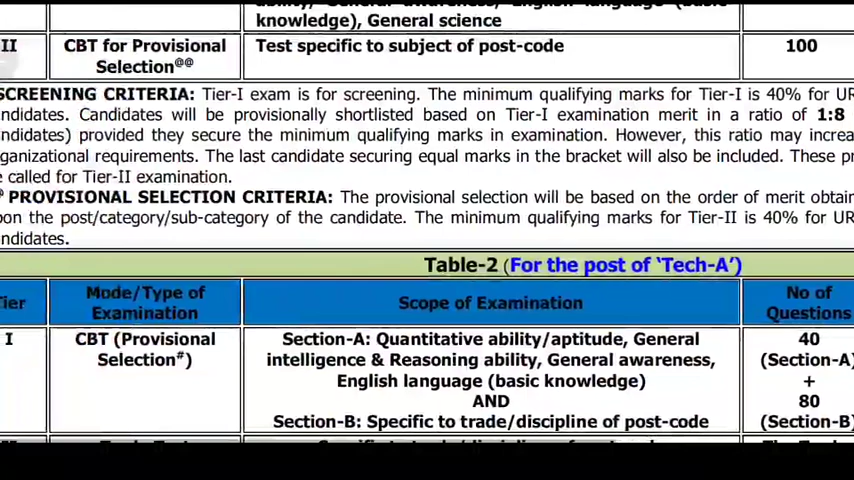 knowledge), General science
II CBT for Provisional Selection@@ Test specific to subject of post-code 100
SCREENING CRITERIA: Tier-I exam is for screening. The minimum qualifying marks for Tier-I is 40% for UR
andidates. Candidates will be provisionally shortlisted based on Tier-I examination merit in a ratio of 1:8
andidates) provided they secure the minimum qualifying marks in examination. However, this ratio may increa
rganizational requirements. The last candidate securing equal marks in the bracket will also be included. These pr
e called for Tier-II examination.
@ PROVISIONAL SELECTION CRITERIA: The provisional selection will be based on the order of merit obtain
pon the post/category/sub-category of the candidate. The minimum qualifying marks for Tier-II is 40% for UR
ndidates.
Table-2 (For the post of ‘Tech-A’)
Tier
Mode/Type of
Examination
Scope of Examination
No of
Questions
I
CBT (Provisional
Selection#)
Section-A: Quantitative ability/aptitude, General
intelligence & Reasoning ability, General awareness,
English language (basic knowledge)
AND
Section-B: Specific to trade/discipline of post-code
40
(Section-A)
+
80
(Section-B)